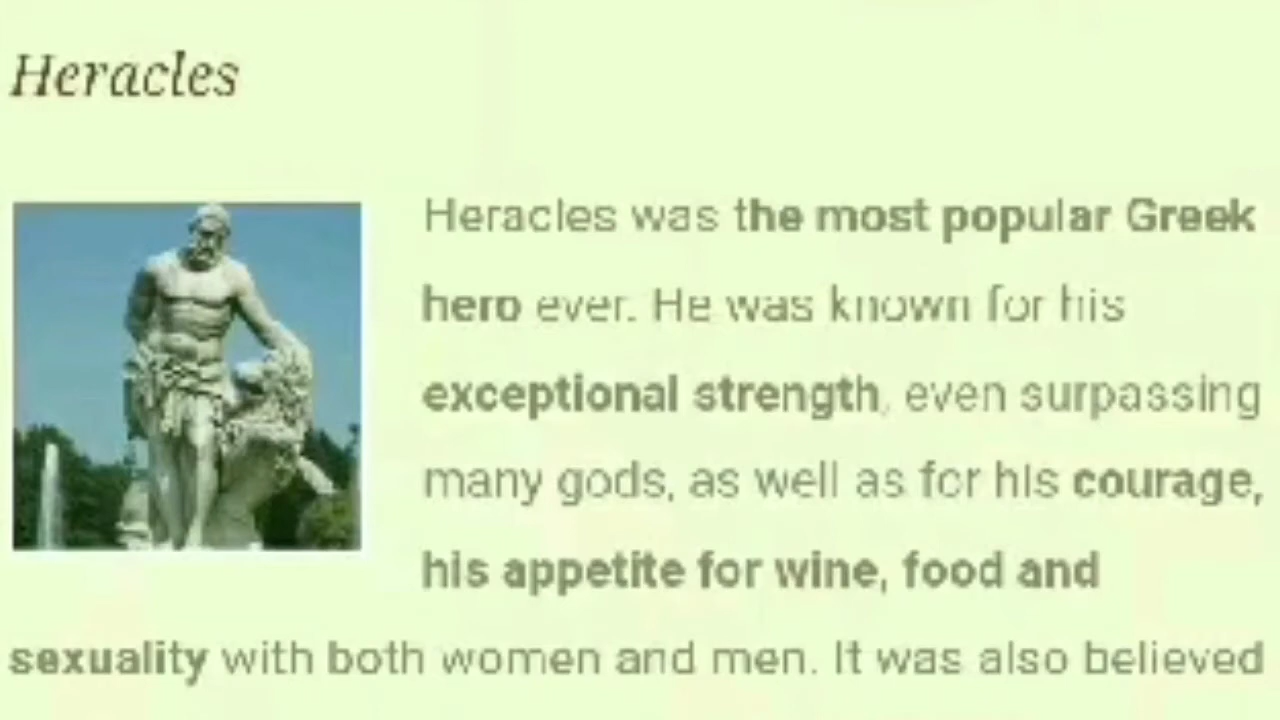 Heracles
Heracles was the most popular Greek
hero ever. He was known for his
exceptional strength, even surpassing
many gods, as well as for his courage,
his appetite for wine, food and
sexuality with both women and men. It was also believed